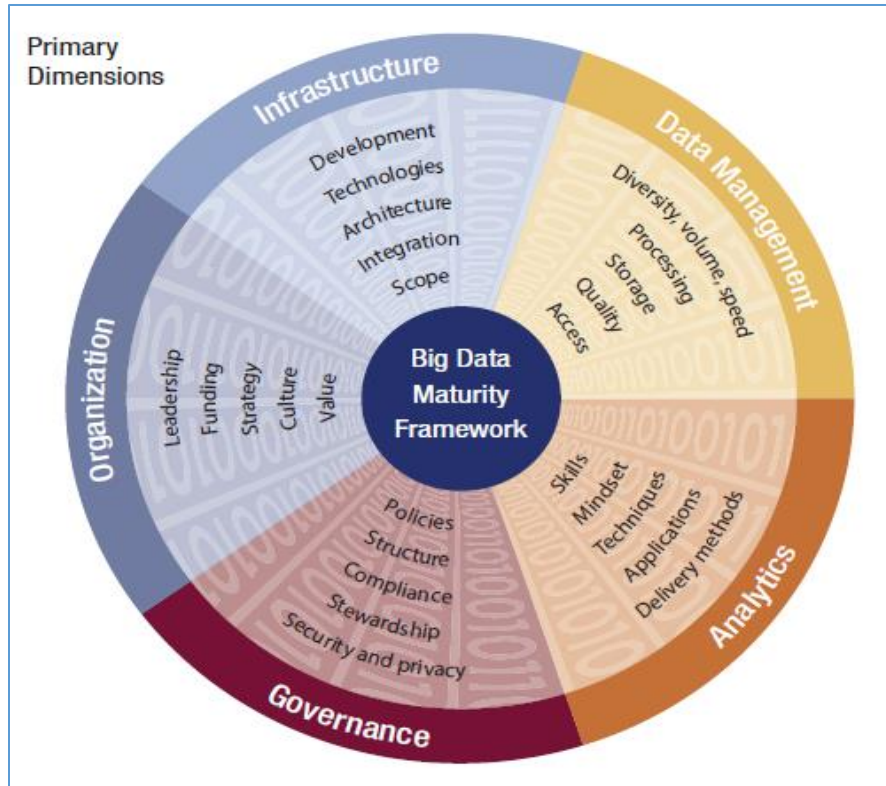 Primary
Dimensions
Infrastructure
Development
Technologies
Architecture
Integration
Scope
Data Management
Diversity, volume, speed
Processing
Storage
Quality
Access
Big Data
Maturity
Framework
Organization
Leadership
Funding
Strategy
Culture
Value
Skills
Mindset
Techniques
Applications
Delivery methods
Analytics
Policies
Structure
Compliance
Stewardship
Security and privacy
Governance